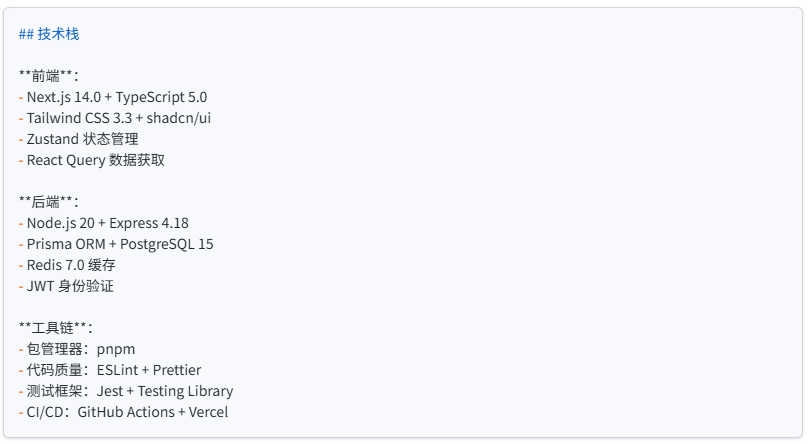 ## 技术栈
**前端**：
- Next.js 14.0 + TypeScript 5.0
- Tailwind CSS 3.3 + shadcn/ui
- Zustand 状态管理
- React Query 数据获取
**后端**：
- Node.js 20 + Express 4.18
- Prisma ORM + PostgreSQL 15
- Redis 7.0 缓存
- JWT 身份验证
**工具链**：
- 包管理器：pnpm
- 代码质量：ESLint + Prettier
- 测试框架：Jest + Testing Library
- CI/CD：GitHub Actions + Vercel